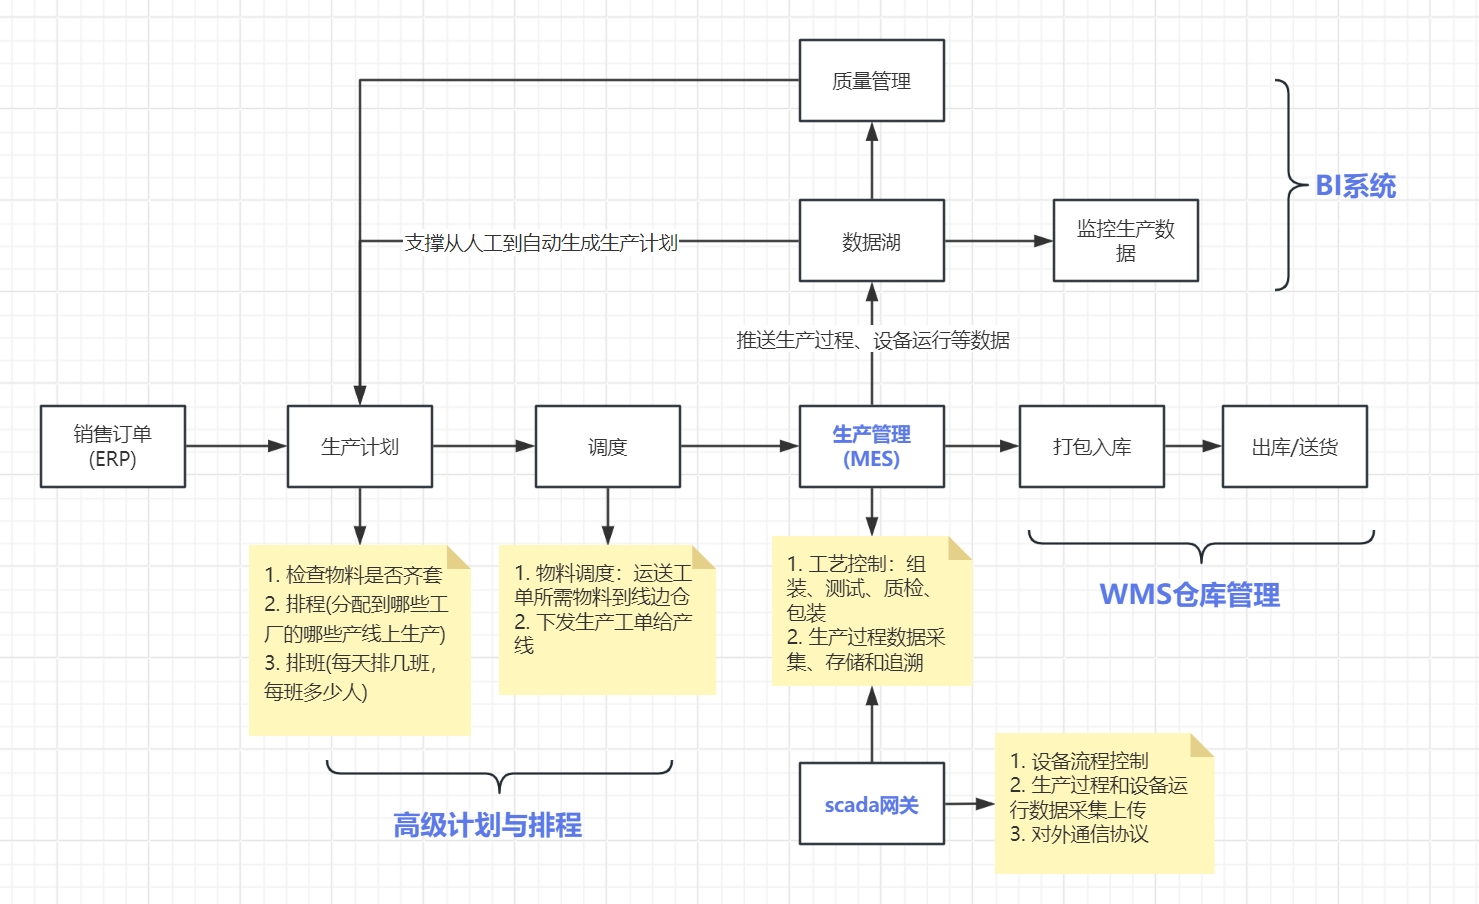 质量管理
BI系统
支撑从人工到自动生成生产计划
数据湖
监控生产数
据
推送生产过程、设备运行等数据
销售订单
(ERP)
生产计划
调度
生产管理
(MES)
打包入库
出库/送货
1. 检查物料是否齐套
2. 排程(分配到哪些工
厂的哪些产线上生产)
3. 排班(每天排几班，
每班多少人)
1. 物料调度：运送工
单所需物料到线边仓
2. 下发生产工单给产
线
1. 工艺控制：组
装、测试、质检、
包装
2. 生产过程数据采
集、存储和追溯
WMS仓库管理
高级计划与排程
scada网关
1. 设备流程控制
2. 生产过程和设备运
行数据采集上传
3. 对外通信协议